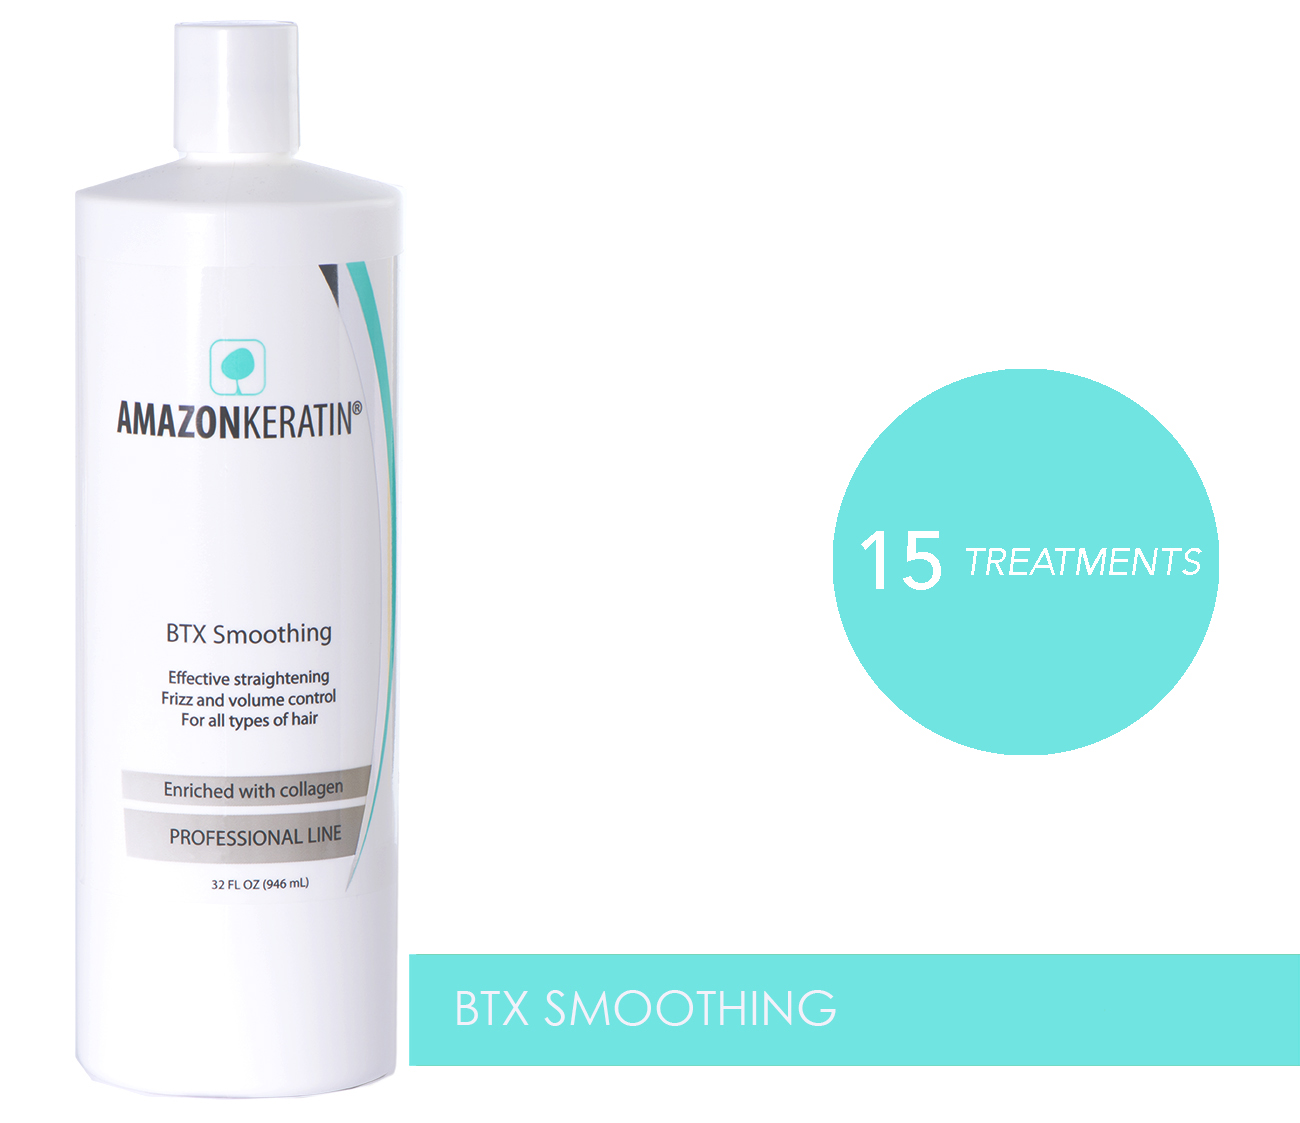 AMAZONKERATIN®
BTX Smoothing
Effective straightening
Frizz and volume control
For all types of hair
Enriched with collagen
PROFESSIONAL LINE
32 FL OZ (946 mL)
15 TREATMENTS
BTX SMOOTHING